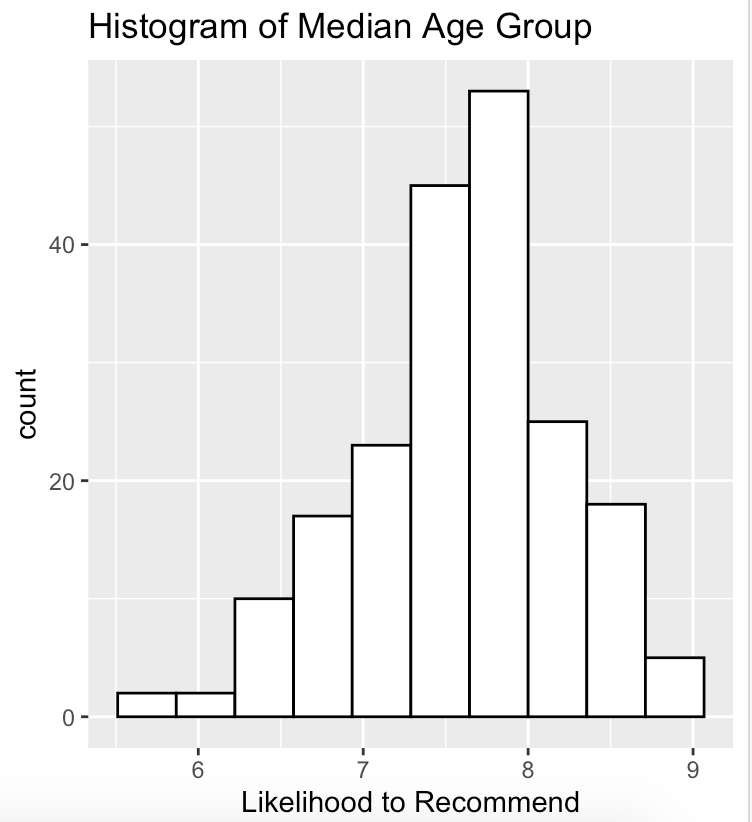 Histogram of Median Age Group
count
40
20
0
6 7 8 9
Likelihood to Recommend